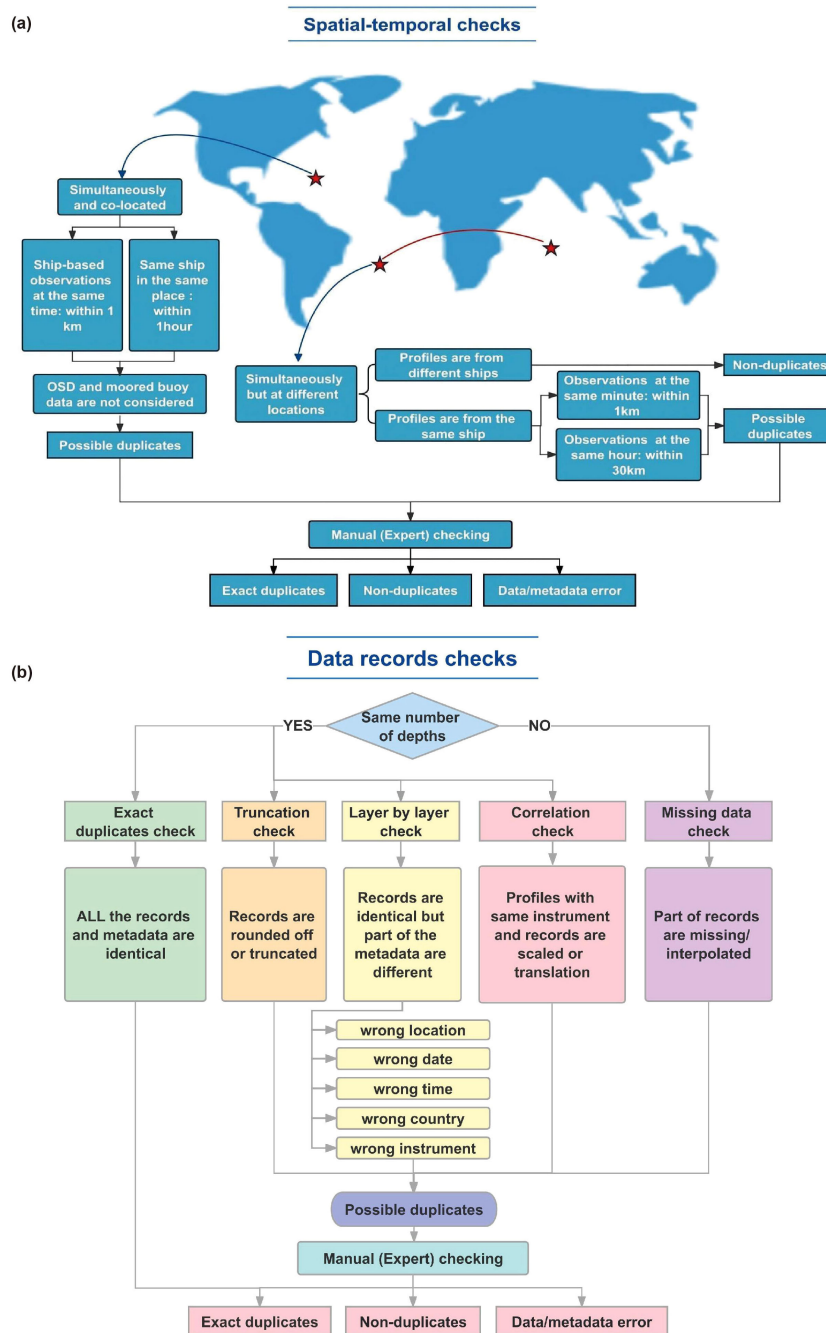 (a)
Spatial-temporal checks
Simultaneously
and co-located
Ship-based
observations
at the same
time: within 1
km
Same ship
in the same
place :
within
1hour
OSD and moored buoy
data are not considered
Possible duplicates
Simultaneously
but at different
locations
Profiles are from
different ships
Non-duplicates
Profiles are from the
same ship
Observations at the
same minute: within
1km
Observations at the
same hour: within
30km
Possible
duplicates
Manual (Expert) checking
Exact duplicates
Non-duplicates
Data/metadata error
(b)
Data records checks
Same number
of depths
YES
NO
Exact
duplicates check
Truncation
check
Layer by layer
check
Correlation
check
Missing data
check
ALL the records
and metadata are
identical
Records are
rounded off
or truncated
Records are
identical but
part of the
metadata are
different
Profiles with
same instrument
and records are
scaled or
translation
Part of records
are missing/
interpolated
wrong location
wrong date
wrong time
wrong country
wrong instrument
Possible duplicates
Manual (Expert) checking
Exact duplicates
Non-duplicates
Data/metadata error